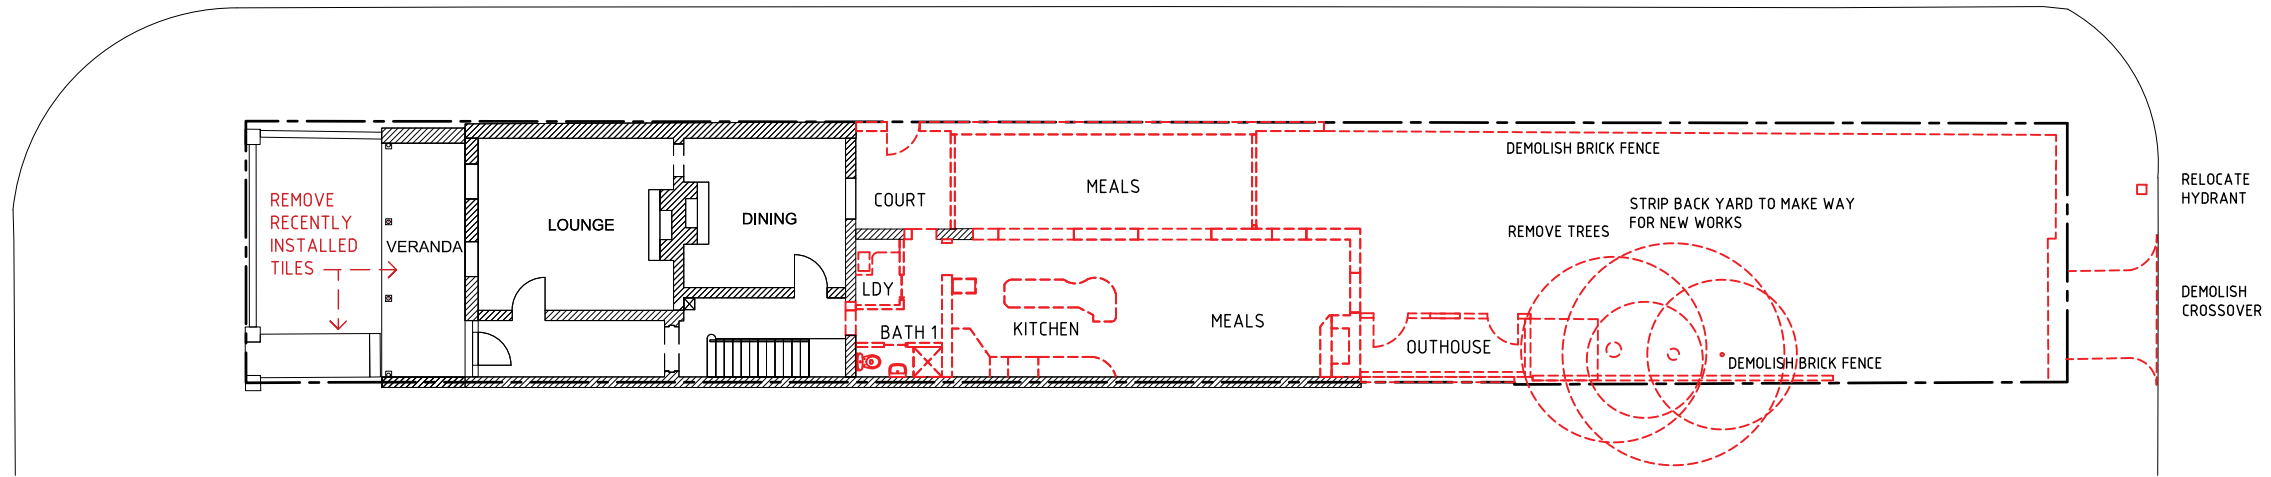 REMOVE
RECENTLY
INSTALLED
TILES
VERANDA
LOUNGE
DINING
COURT
LDY
BATH 1
MEALS
KITCHEN
MEALS
OUTHOUSE
DEMOLISH BRICK FENCE
STRIP BACK YARD TO MAKE WAY
FOR NEW WORKS
REMOVE TREES
DEMOLISH BRICK FENCE
RELOCATE
HYDRANT
DEMOLISH
CROSSOVER